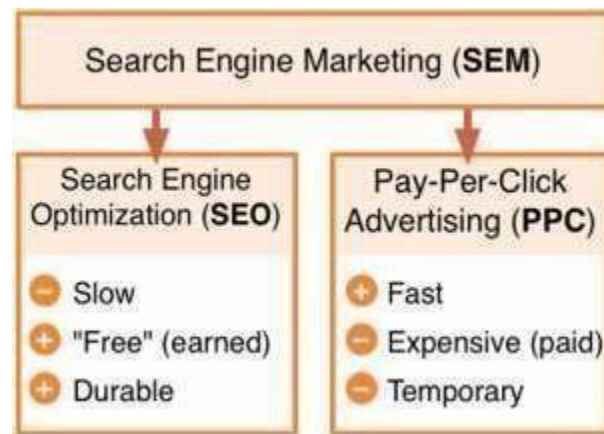 Search Engine Marketing (SEM)
Search Engine
Optimization (SEO)
− Slow
+ "Free" (earned)
+ Durable
Pay-Per-Click
Advertising (PPC)
+ Fast
− Expensive (paid)
− Temporary